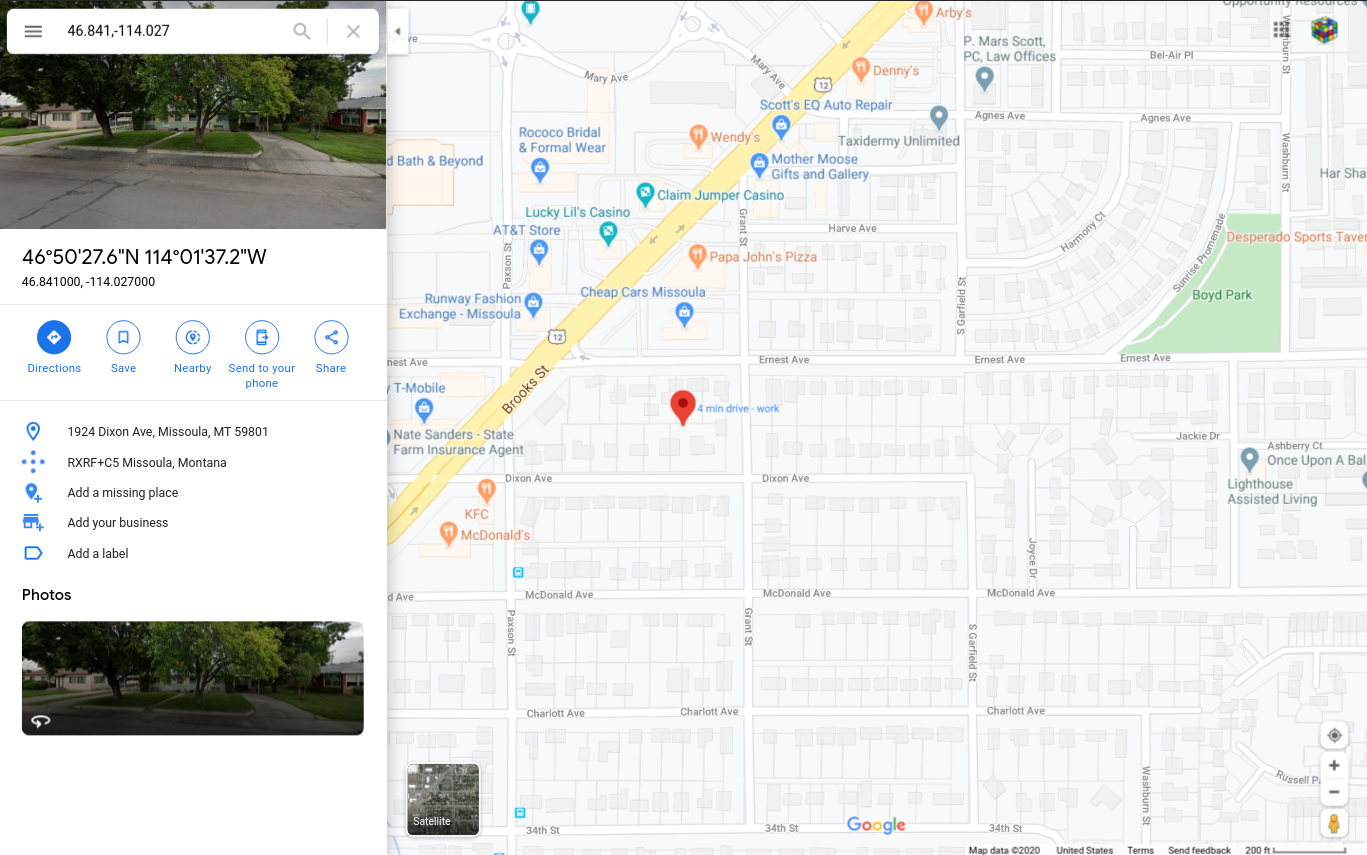 46.841,-114.027
46°50'27.6"N 114°01'37.2"W
46.841000, -114.027000
Directions
Save
Nearby
Send to your
phone
Share
1924 Dixon Ave, Missoula, MT 59801
RXRF+C5 Missoula, Montana
Add a missing place
Add your business
Add a label
Photos
Opportunity Resources
Arby's
P. Mars Scott,
PC, Law Offices
Washburn St
Bel-Air Pl
Mary Ave
Mary Ave
Denny's
12
Scott's EQ Auto Repair
Agnes Ave
Agnes Ave
Rococo Bridal
& Formal Wear
Wendy's
Taxidermy Unlimited
d Bath & Beyond
Mother Moose
Gifts and Gallery
Washburn St
Har Sha
Claim Jumper Casino
Lucky Lil's Casino
AT&T Store
Grant St
Harve Ave
Harmony Ct
Sunrise Promenade
Desperado Sports Taver
Paxson St
Papa John's Pizza
Cheap Cars Missoula
S Garfield St
Boyd Park
Runway Fashion
Exchange - Missoula
12
nest Ave
Ernest Ave
Ernest Ave
Ernest Ave
Brooks St
T-Mobile
4 min drive - work
Nate Sanders - State
Farm Insurance Agent
Jackie Dr
Ashberry Ct
Once Upon A Bal
Dixon Ave
Dixon Ave
Lighthouse
Assisted Living
KFC
McDonald's
Joyce Dr
d Ave
McDonald Ave
McDonald Ave
McDonald Ave
Paxson St
Grant St
S Garfield St
Charlott Ave
Charlott Ave
Charlott Ave
Washburn St
Russell
Satellite
34th St
34th St
34th St
Google
Map data ©2020
United States
Terms
Send feedback
200 ft